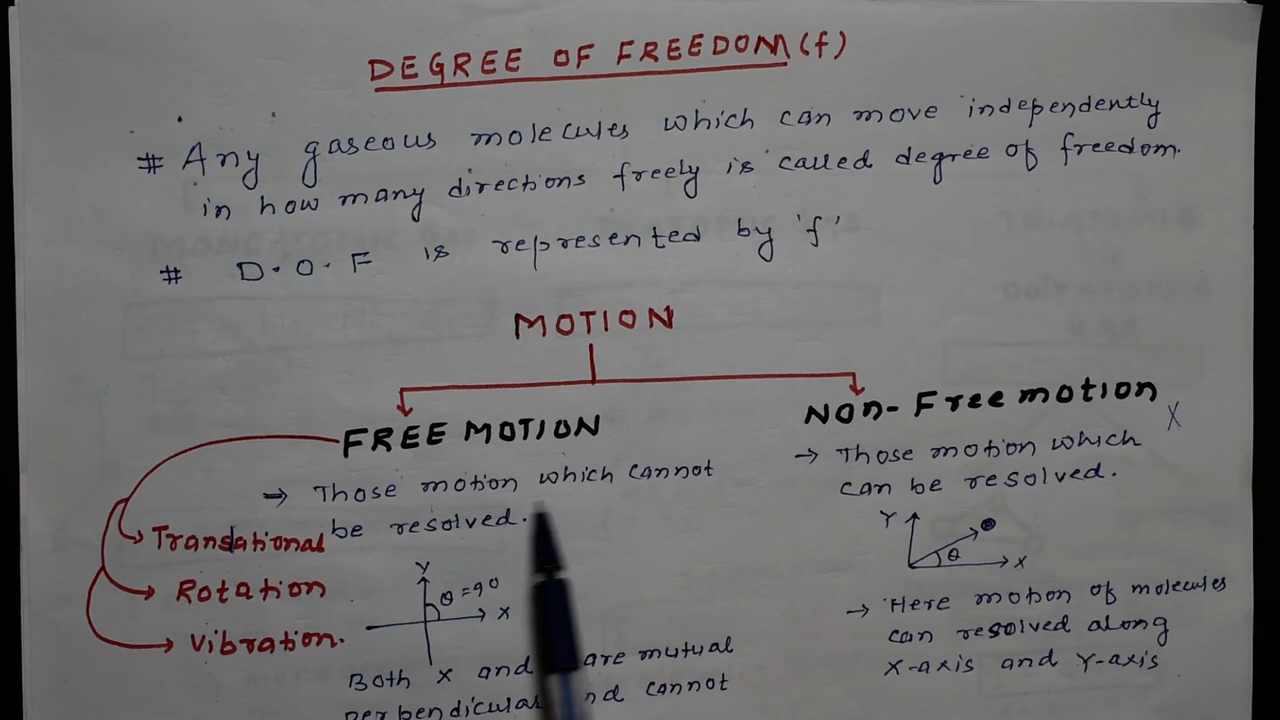 DEGREE OF FREEDOM (f)
# Any gaseous molecules which can move independently
in how many directions freely is called degree of freedom.
# D.O.F is represented by 'f'
MOTION
FREE MOTION
→ Those motion which cannot
be resolved.
Translational
Rotation
Vibration.
Y
θ=90
X
Both X and are mutual
perpendicular nd cannot
Non-Free motion X
→ Those motion which
can be resolved.
Y
θ
X
→ Here motion of molecules
can resolved along
X-axis and Y-axis